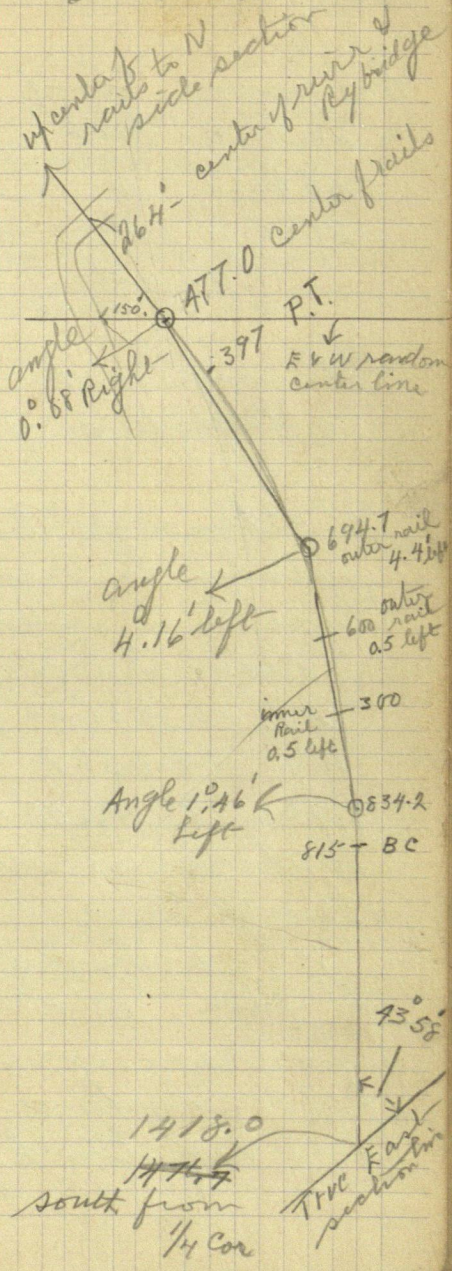 up center of
rails to N
side section
264' center of river &
Ry bridge
477.0 center of rails
150'
P.T.
397
E & W random
center line
angle
Right
694.7
outer rail
4.4' left
angle
4°.16' left
600 outer
rail
0.5 left
300
inner
Rail
0.5 left
Angle 1°.46'
Left
834.2
815 BC
43°58'
1418.0
south from
1/4 Cor
True East
section line